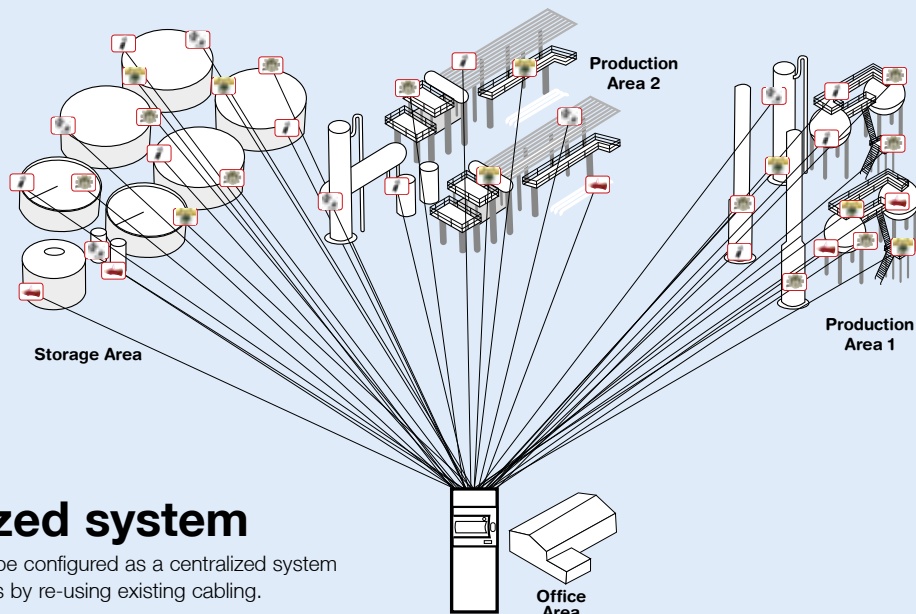 Production
Area 2
Storage Area
Production
Area 1
ized system
be configured as a centralized system
s by re-using existing cabling.
Office
Area